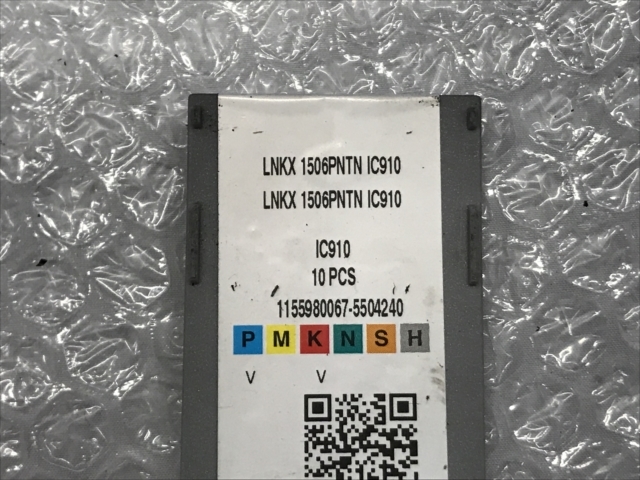 LNKX 1506PNTN IC910
LNKX 1506PNTN IC910
IC910
10 PCS
1155980067-5504240
P M K N S H
V V